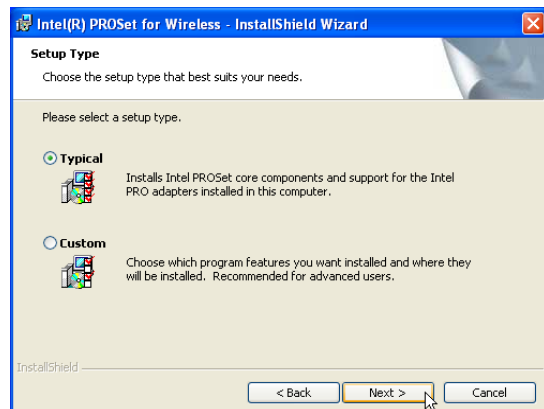 Intel(R) PROSet for Wireless - InstallShield Wizard
Setup Type
Choose the setup type that best suits your needs.
Please select a setup type.
Typical
Installs Intel PROSet core components and support for the Intel
PRO adapters installed in this computer.
Custom
Choose which program features you want installed and where they
will be installed.  Recommended for advanced users.
InstallShield
< Back
Next >
Cancel